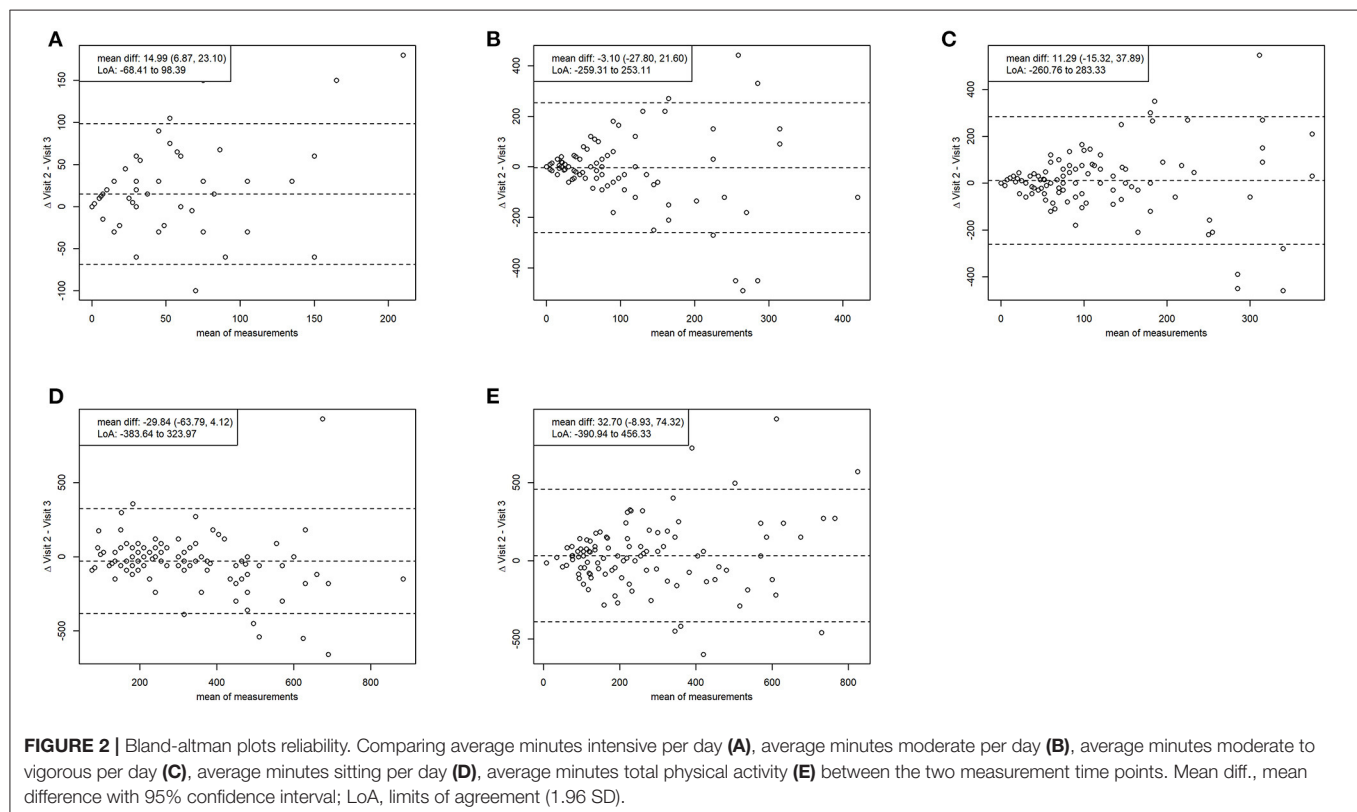 A
mean diff: 14.99 (6.87, 23.10)
LoA: -68.41 to 98.39
Δ Visit 2 - Visit 3
150
100
50
0
-50
-100
0 50 100 150 200
mean of measurements
B
mean diff: -3.10 (-27.80, 21.60)
LoA: -259.31 to 253.11
Δ Visit 2 - Visit 3
400
200
0
-200
-400
0 100 200 300 400
mean of measurements
C
mean diff: 11.29 (-15.32, 37.89)
LoA: -260.76 to 283.33
Δ Visit 2 - Visit 3
400
200
0
-200
-400
0 100 200 300
mean of measurements
D
mean diff: -29.84 (-63.79, 4.12)
LoA: -383.64 to 323.97
Δ Visit 2 - Visit 3
500
0
-500
200 400 600 800
mean of measurements
E
mean diff: 32.70 (-8.93, 74.32)
LoA: -390.94 to 456.33
Δ Visit 2 - Visit 3
500
0
-500
0 200 400 600 800
mean of measurements
FIGURE 2 | Bland-altman plots reliability. Comparing average minutes intensive per day (A), average minutes moderate per day (B), average minutes moderate to
vigorous per day (C), average minutes sitting per day (D), average minutes total physical activity (E) between the two measurement time points. Mean diff., mean
difference with 95% confidence interval; LoA, limits of agreement (1.96 SD).